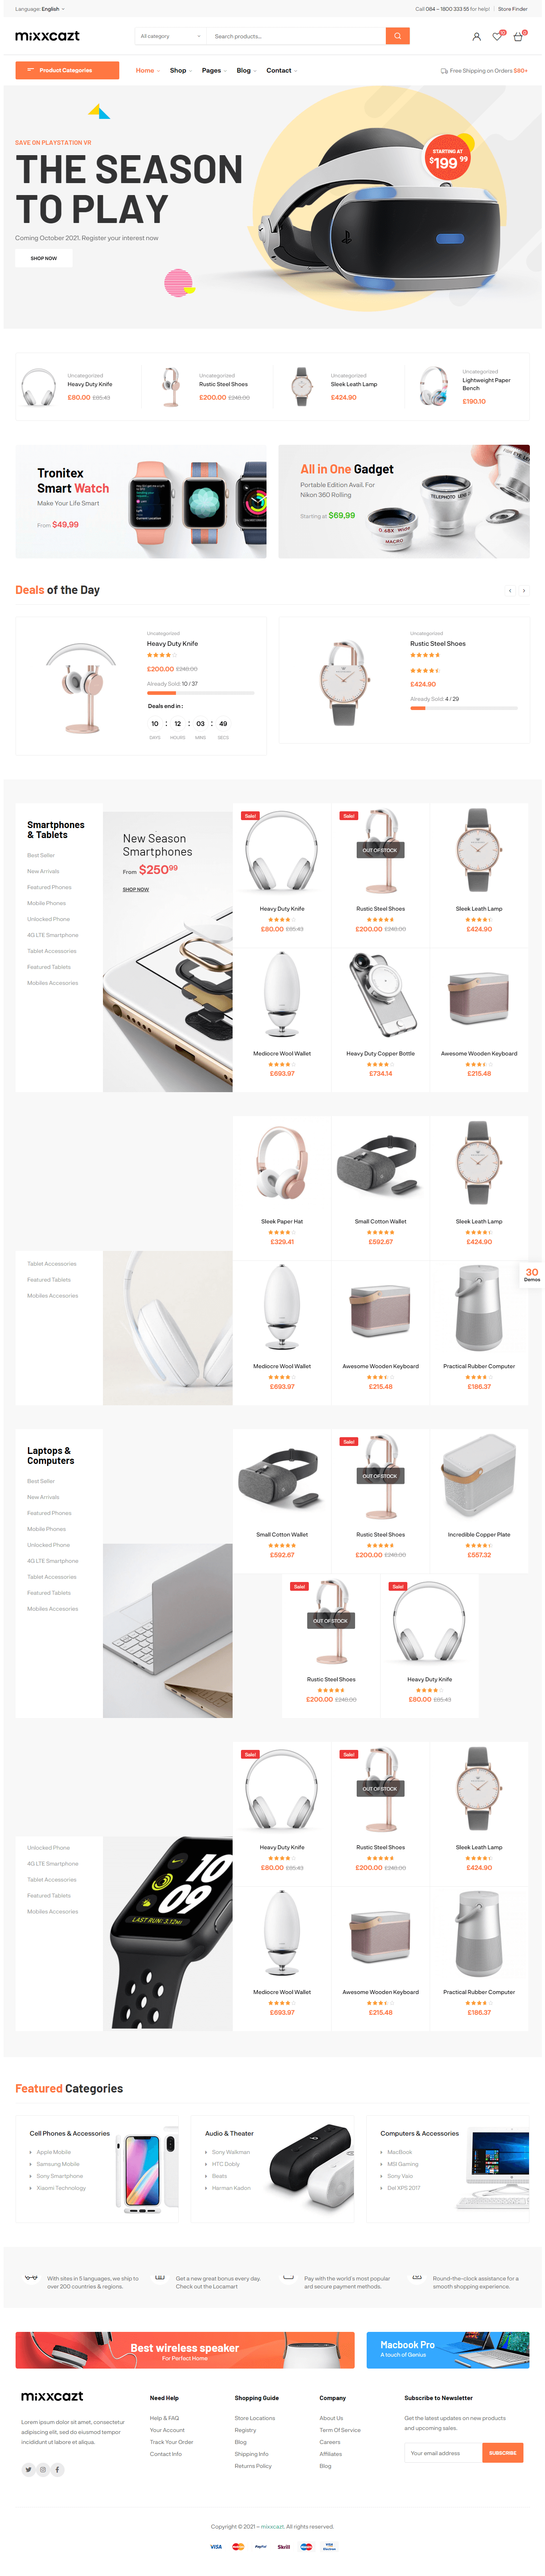 Language: English
Call 084 – 1800 333 55 for help!
Store Finder
mixxcazt
All category
Search products...
10
0
Product Categories
Home
Shop
Pages
Blog
Contact
Free Shipping on Orders $80+
SAVE ON PLAYSTATION VR
THE SEASON
TO PLAY
Coming October 2021. Register your interest now
SHOP NOW
STARTING AT
$199 99
Uncategorized
Heavy Duty Knife
£80.00 £85.43
Uncategorized
Rustic Steel Shoes
£200.00 £248.00
Uncategorized
Sleek Leath Lamp
£424.90
Uncategorized
Lightweight Paper
Bench
£190.10
Tronitex
Smart Watch
Make Your Life Smart
From $49,99
All in One Gadget
Portable Edition Avail. For
Nikon 360 Rolling
Starting at $69,99
FISH EYE
TELEPHOTO LENS
0.68X WIDE
MACRO
Deals of the Day
Uncategorized
Heavy Duty Knife
£200.00 £248.00
Already Sold: 10 / 37
Deals end in :
10 : 12 : 03 : 49
DAYS HOURS MINS SECS
Uncategorized
Rustic Steel Shoes
£424.90
Already Sold: 4 / 29
Smartphones
& Tablets
Best Seller
New Arrivals
Featured Phones
Mobile Phones
Unlocked Phone
4G LTE Smartphone
Tablet Accessories
Featured Tablets
Mobiles Accesories
New Season
Smartphones
From $250 99
SHOP NOW
Sale!
Heavy Duty Knife
£80.00 £85.43
Sale!
OUT OF STOCK
Rustic Steel Shoes
£200.00 £248.00
Sleek Leath Lamp
£424.90
Mediocre Wool Wallet
£693.97
Heavy Duty Copper Bottle
£734.14
Awesome Wooden Keyboard
£215.48
Tablet Accessories
Featured Tablets
Mobiles Accesories
Sleek Paper Hat
£329.41
Small Cotton Wallet
£592.67
Sleek Leath Lamp
£424.90
Mediocre Wool Wallet
£693.97
Awesome Wooden Keyboard
£215.48
Practical Rubber Computer
£186.37
30
Demos
Laptops &
Computers
Best Seller
New Arrivals
Featured Phones
Mobile Phones
Unlocked Phone
4G LTE Smartphone
Tablet Accessories
Featured Tablets
Mobiles Accesories
Small Cotton Wallet
£592.67
Sale!
OUT OF STOCK
Rustic Steel Shoes
£200.00 £248.00
Incredible Copper Plate
£557.32
Sale!
OUT OF STOCK
Rustic Steel Shoes
£200.00 £248.00
Sale!
Heavy Duty Knife
£80.00 £85.43
Unlocked Phone
4G LTE Smartphone
Tablet Accessories
Featured Tablets
Mobiles Accesories
10
09
LAST RUN: 3.12MI
Sale!
Heavy Duty Knife
£80.00 £85.43
Sale!
OUT OF STOCK
Rustic Steel Shoes
£200.00 £248.00
Sleek Leath Lamp
£424.90
Mediocre Wool Wallet
£693.97
Awesome Wooden Keyboard
£215.48
Practical Rubber Computer
£186.37
Featured Categories
Cell Phones & Accessories
Apple Mobile
Samsung Mobile
Sony Smartphone
Xiaomi Technology
Audio & Theater
Sony Walkman
HTC Dobly
Beats
Harman Kadon
Computers & Accessories
MacBook
MSI Gaming
Sony Vaio
Del XPS 2017
With sites in 5 languages, we ship to
over 200 countries & regions.
Get a new great bonus every day.
Check out the Locamart
Pay with the world's most popular
ard secure payment methods.
Round-the-clock assistance for a
smooth shopping experience.
Best wireless speaker
For Perfect Home
Macbook Pro
A touch of Genius
mixxcazt
Lorem ipsum dolor sit amet, consectetur
adipiscing elit, sed do eiusmod tempor
incididunt ut labore et aliqua.
Need Help
Help & FAQ
Your Account
Track Your Order
Contact Info
Shopping Guide
Store Locations
Registry
Blog
Shipping Info
Returns Policy
Company
About Us
Term Of Service
Careers
Affiliates
Blog
Subscribe to Newsletter
Get the latest updates on new products
and upcoming sales.
Your email address
SUBSCRIBE
Copyright © 2021 – mixxcazt. All rights reserved.
VISA
PayPal
Skrill
VISA
Electron